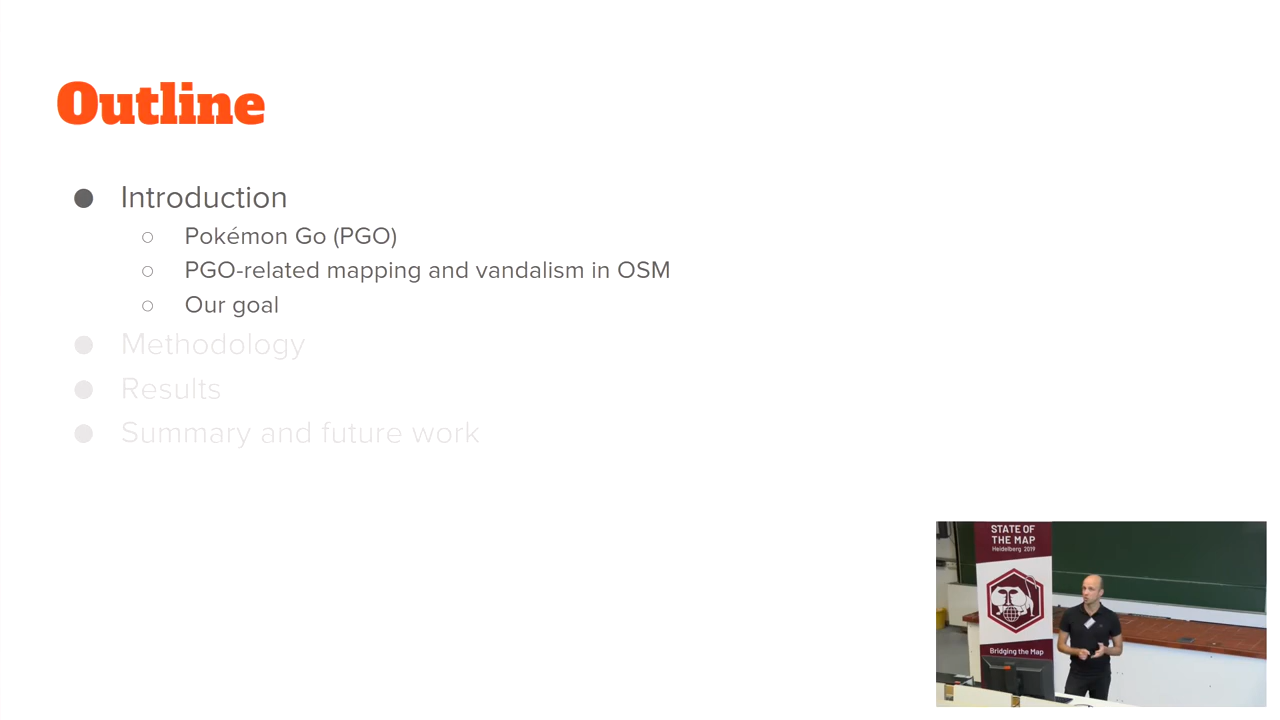 Outline
● Introduction
○ Pokémon Go (PGO)
○ PGO-related mapping and vandalism in OSM
○ Our goal
● Methodology
● Results
● Summary and future work
STATE OF
THE MAP
Heidelberg 2019
Bridging the Map